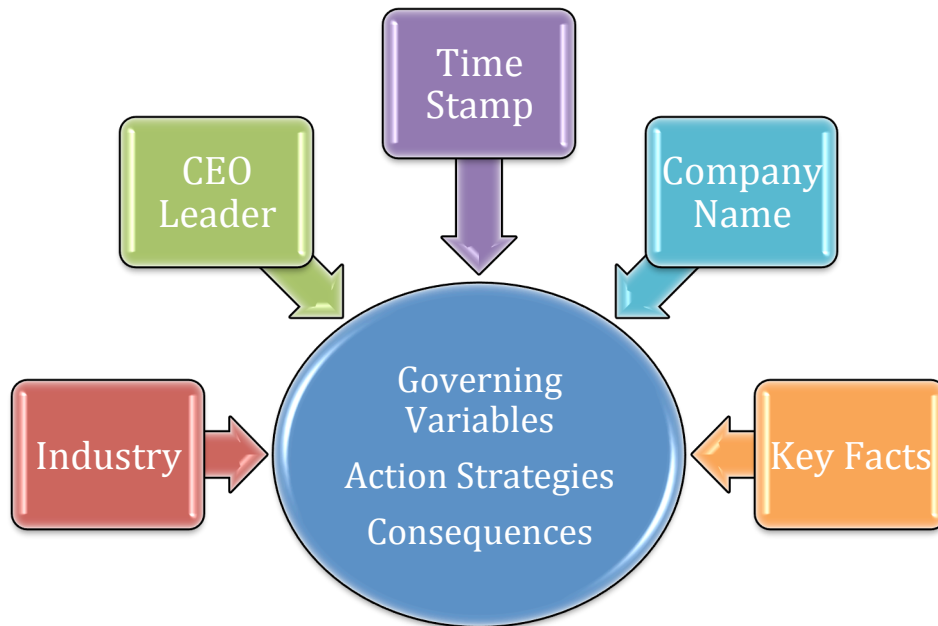 Time
Stamp
CEO
Leader
Company
Name
Industry
Governing
Variables
Action Strategies
Consequences
Key Facts